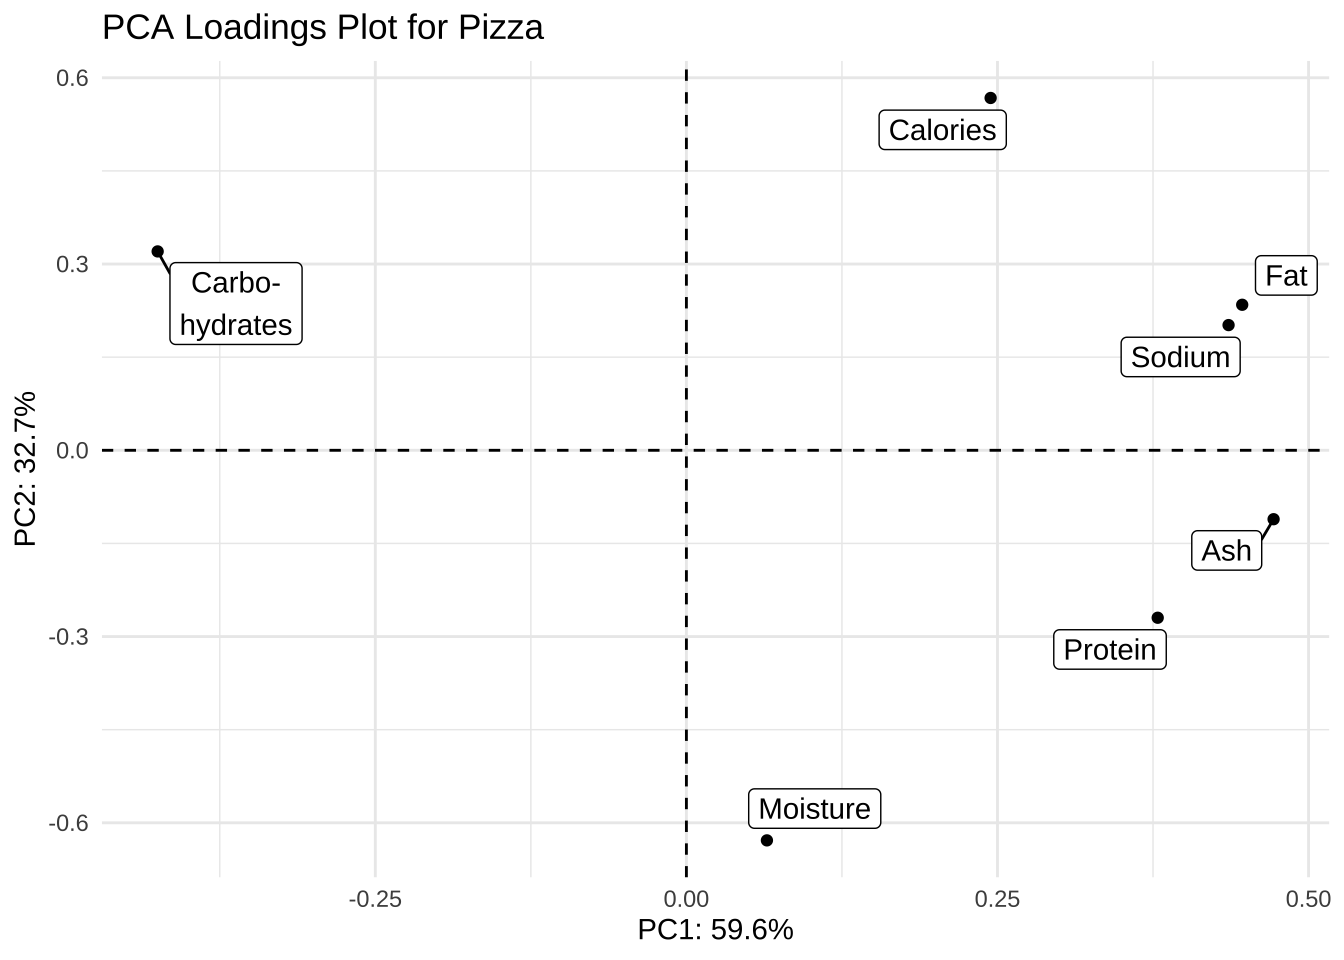 PCA Loadings Plot for Pizza
0.6
Calories
0.3
Carbo-
hydrates
Fat
Sodium
PC2: 32.7%
0.0
Ash
-0.3
Protein
Moisture
-0.6
-0.25
0.00
0.25
0.50
PC1: 59.6%